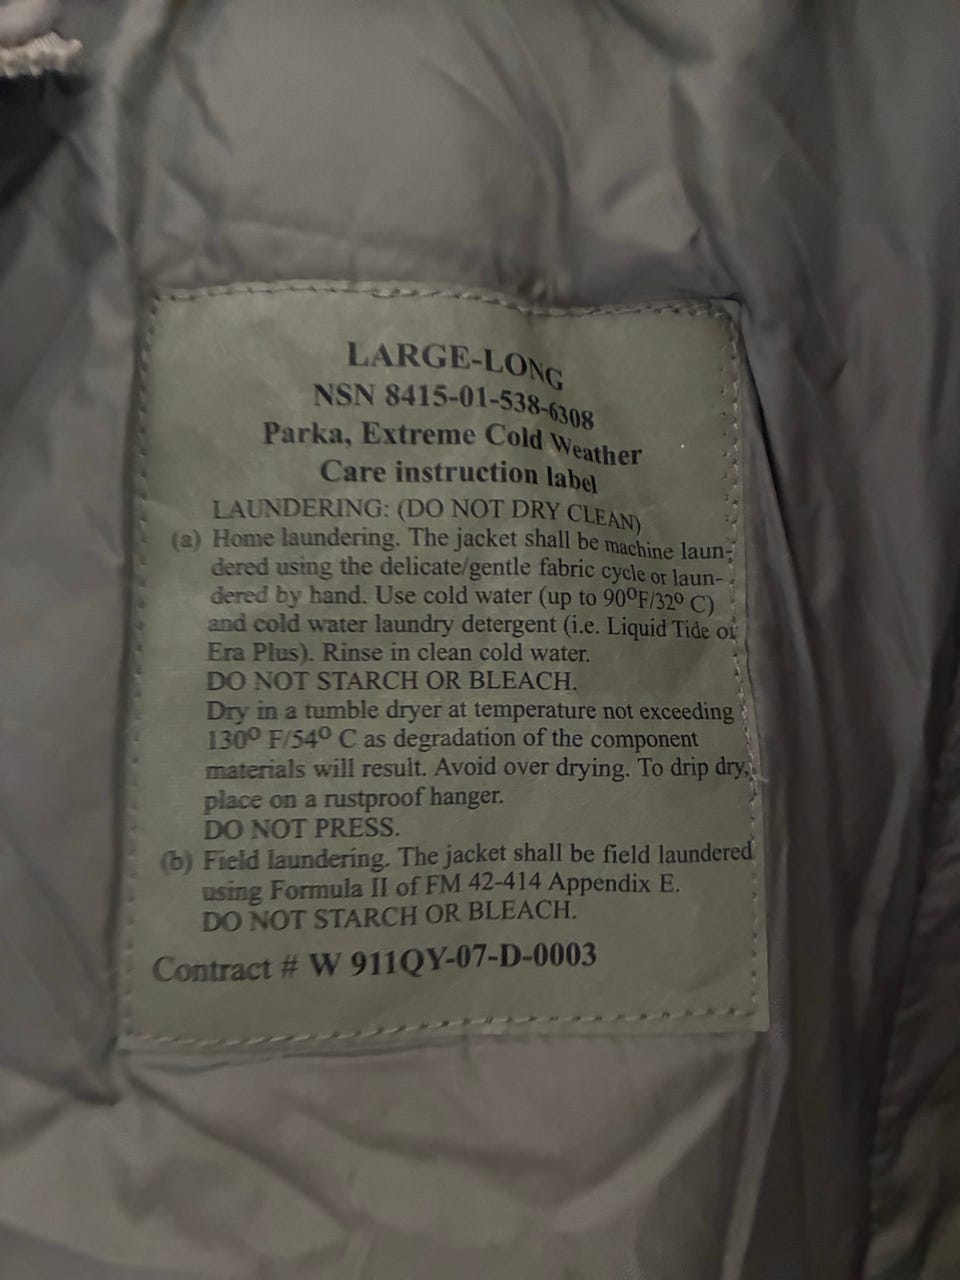 LARGE-LONG
NSN 8415-01-538-6308
Parka, Extreme Cold Weather
Care instruction label
LAUNDERING: (DO NOT DRY CLEAN)
(a) Home laundering. The jacket shall be machine laun-
dered using the delicate/gentle fabric cycle or laun-
dered by hand. Use cold water (up to 90ºF/32º C)
and cold water laundry detergent (i.e. Liquid Tide or
Era Plus). Rinse in clean cold water.
DO NOT STARCH OR BLEACH.
Dry in a tumble dryer at temperature not exceeding
130º F/54º C as degradation of the component
materials will result. Avoid over drying. To drip dry,
place on a rustproof hanger.
DO NOT PRESS.
(b) Field laundering. The jacket shall be field laundered
using Formula II of FM 42-414 Appendix E.
DO NOT STARCH OR BLEACH.
Contract # W 911QY-07-D-0003